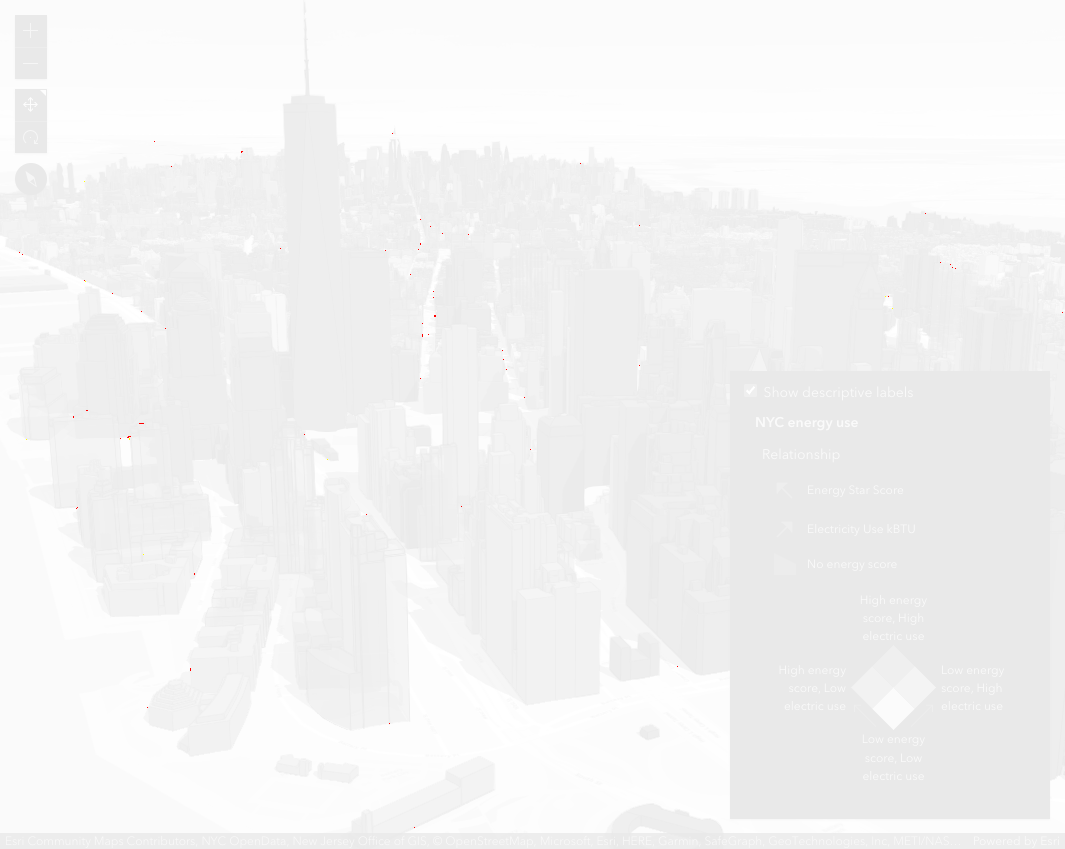 Show descriptive labels
NYC energy use
Relationship
Energy Star Score
Electricity Use kBTU
No energy score
High energy
score, High
electric use
High energy
score, Low
electric use
Low energy
score, High
electric use
Low energy
score, Low
electric use
Esri Community Maps Contributors, NYC OpenData, New Jersey Office of GIS, © OpenStreetMap, Microsoft, Esri, HERE, Garmin, SafeGraph, GeoTechnologies, Inc, METI/NAS... Powered by Esri